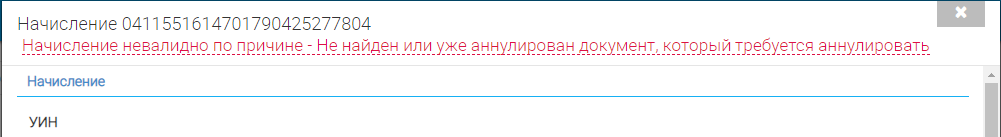 Начисление 0411551614701790425277804
Начисление невалидно по причине - Не найден или уже аннулирован документ, который требуется аннулировать
Начисление
УИН